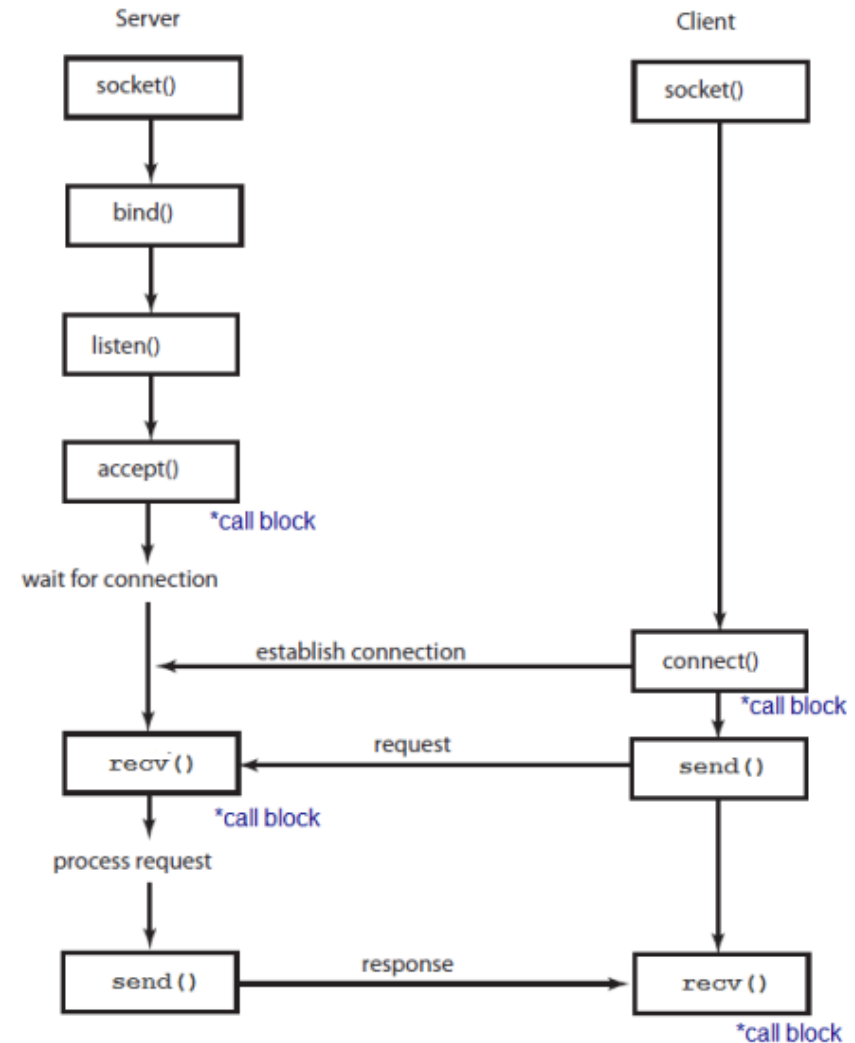 Server
Client
socket()
socket()
bind()
listen()
accept()
*call block
wait for connection
establish connection
connect()
*call block
request
recv()
send()
*call block
process request
response
send()
recv()
*call block